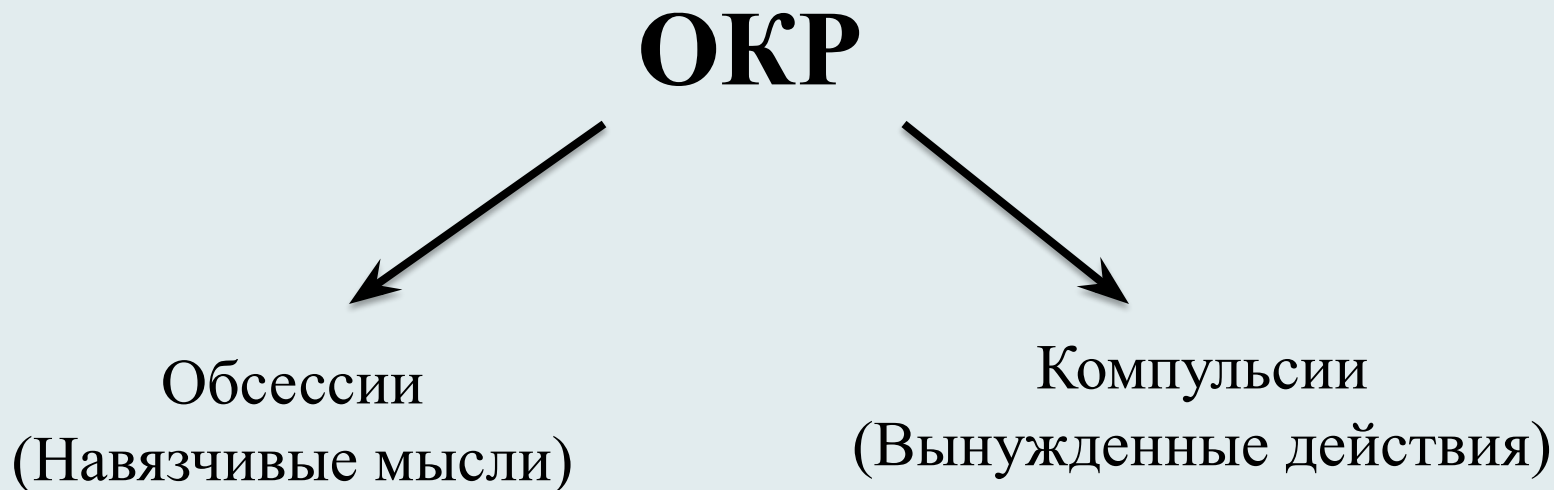 ОКР
Обсессии
(Навязчивые мысли)
Компульсии
(Вынужденные действия)